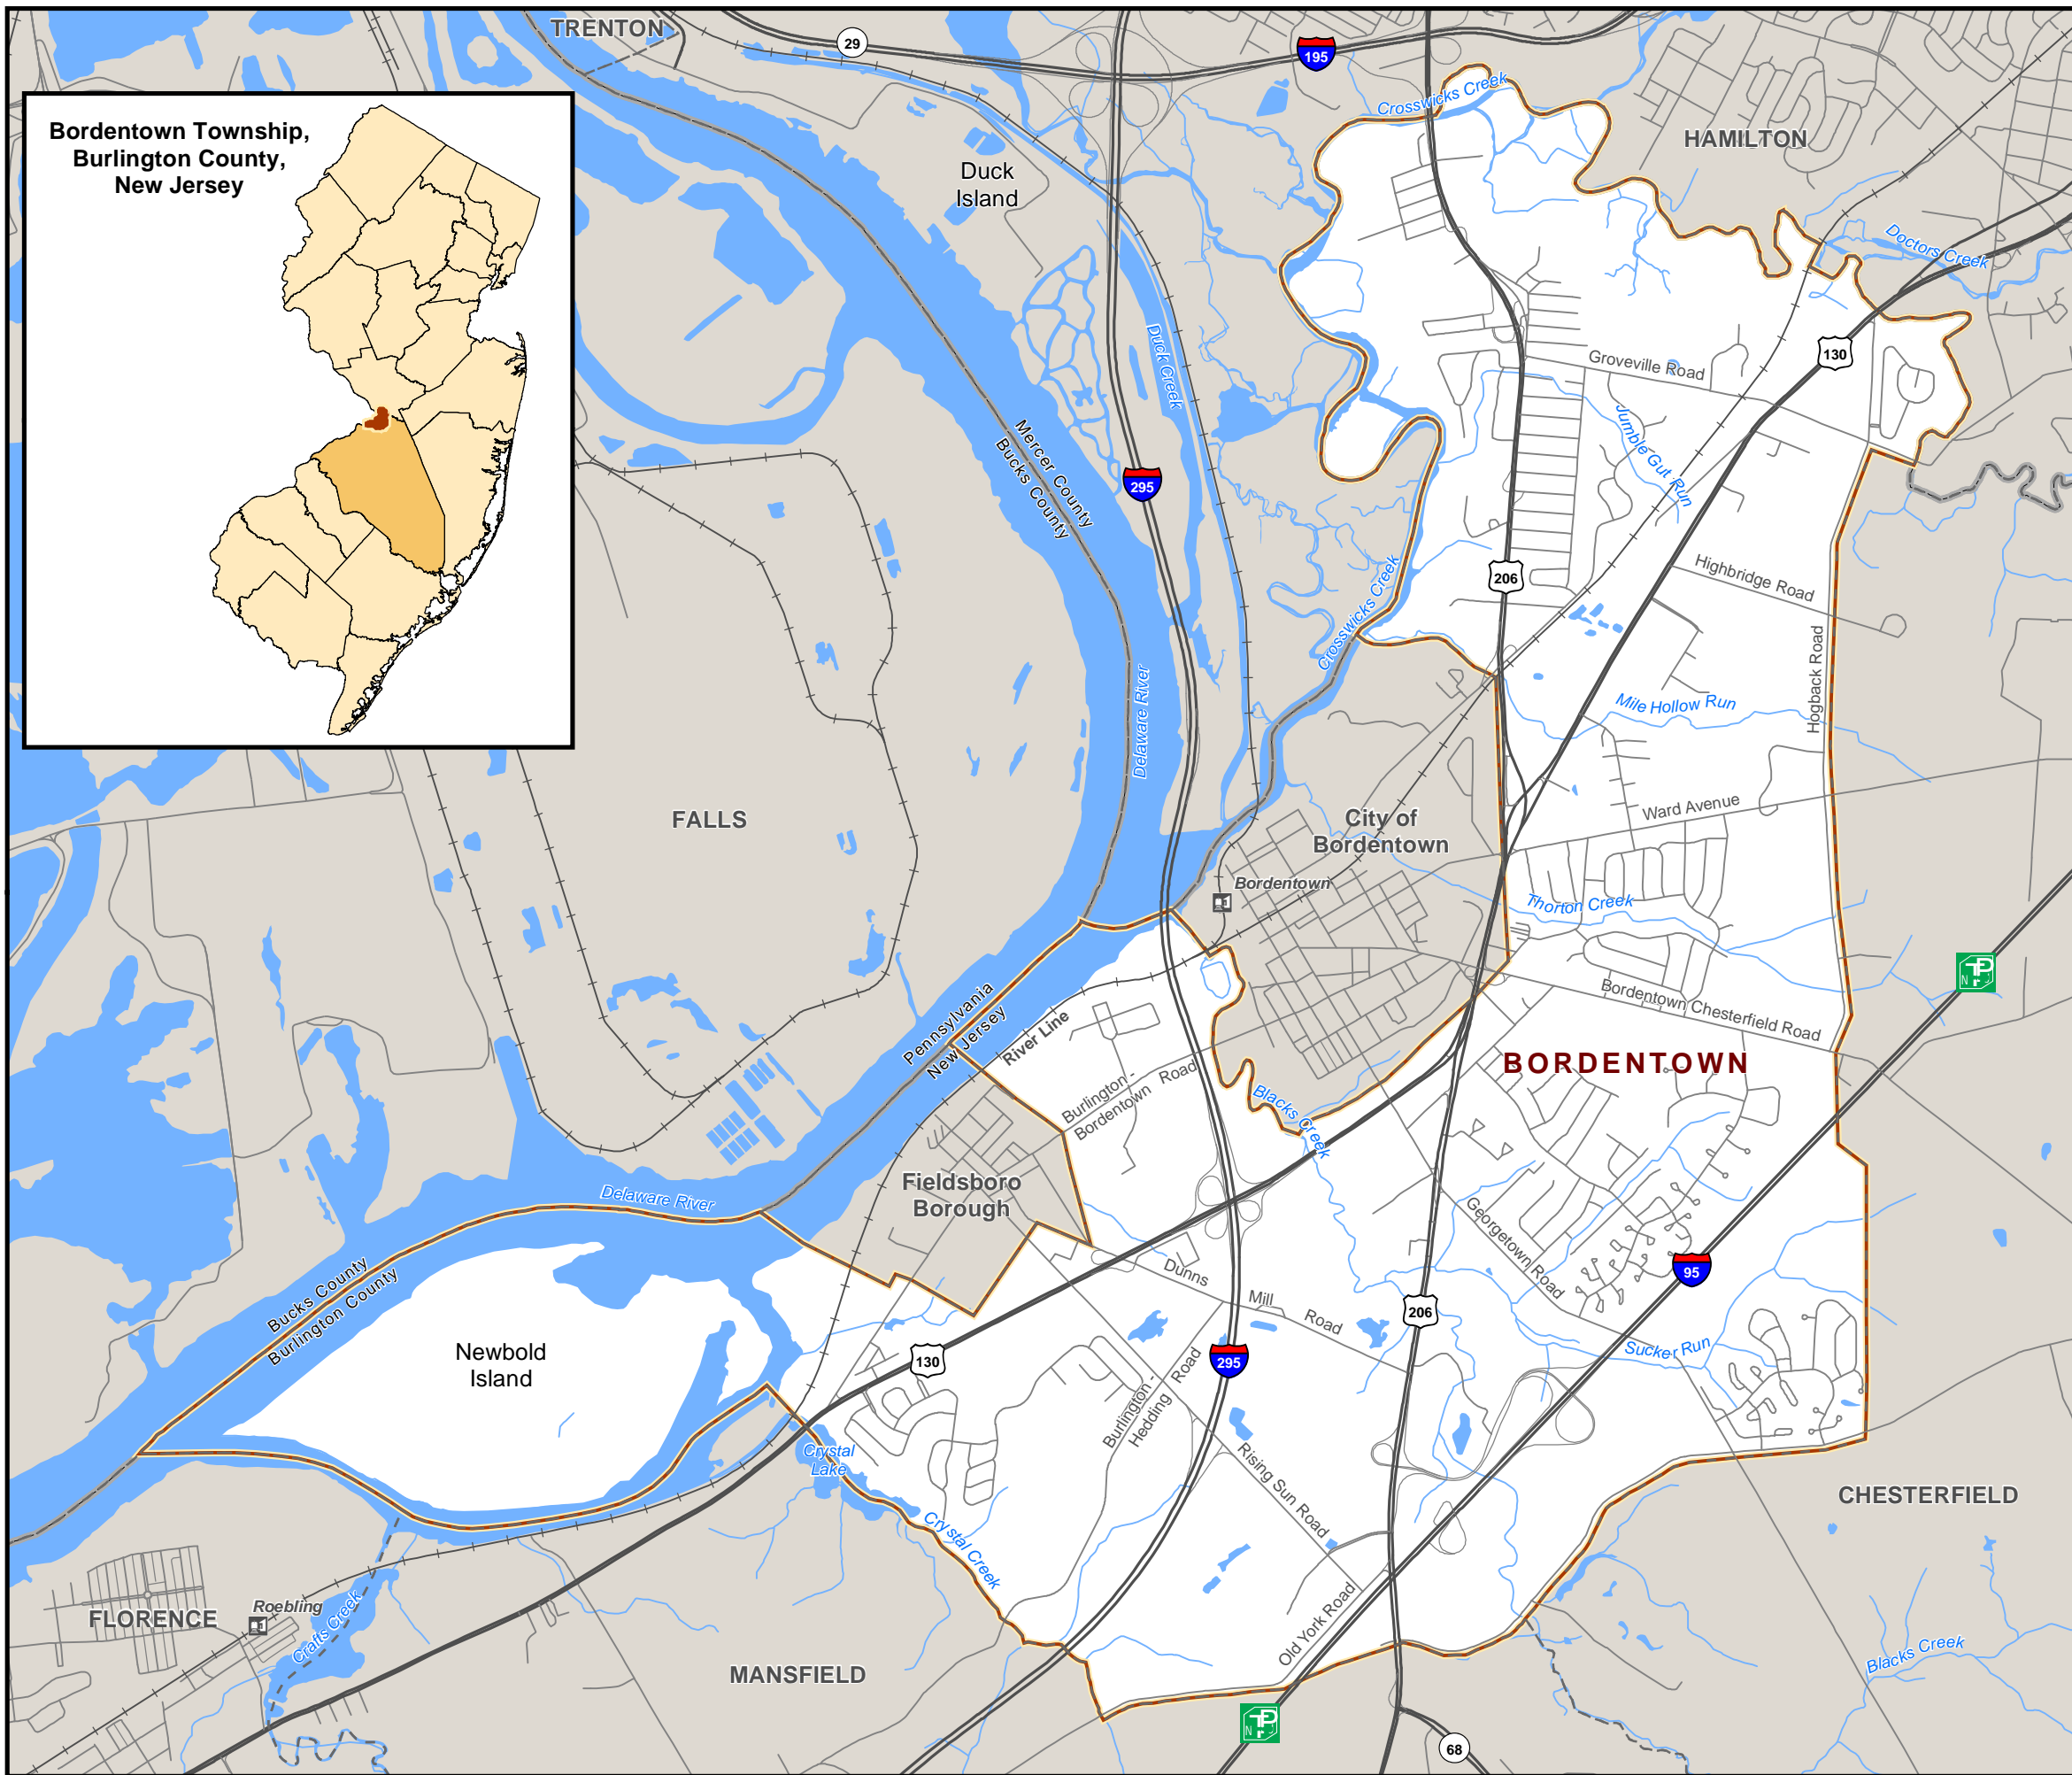 TRENTON
29
195
Crosswicks Creek
HAMILTON
Bordentown Township,
Burlington County,
New Jersey
Duck
Island
Doctors Creek
Duck Creek
130
Groveville Road
Jumble Gut Run
Mercer County
Bucks County
295
206
Highbridge Road
Crosswicks Creek
Hogback Road
Delaware River
Mile Hollow Run
FALLS
City of
Bordentown
Ward Avenue
Bordentown
Thorton Creek
TP
N
Bordentown Chesterfield Road
Pennsylvania
New Jersey
River Line
BORDENTOWN
Burlington -
Bordentown Road
Blacks Creek
Fieldsboro
Borough
Delaware River
Georgetown Road
Bucks County
Burlington County
Dunns
Mill
Road
95
206
Newbold
Island
130
295
Sucker Run
Burlington -
Hedding Road
Crystal
Lake
Rising Sun Road
CHESTERFIELD
Crystal Creek
FLORENCE
Roebling
Crafts Creek
Old York Road
Blacks Creek
MANSFIELD
TP
N
68